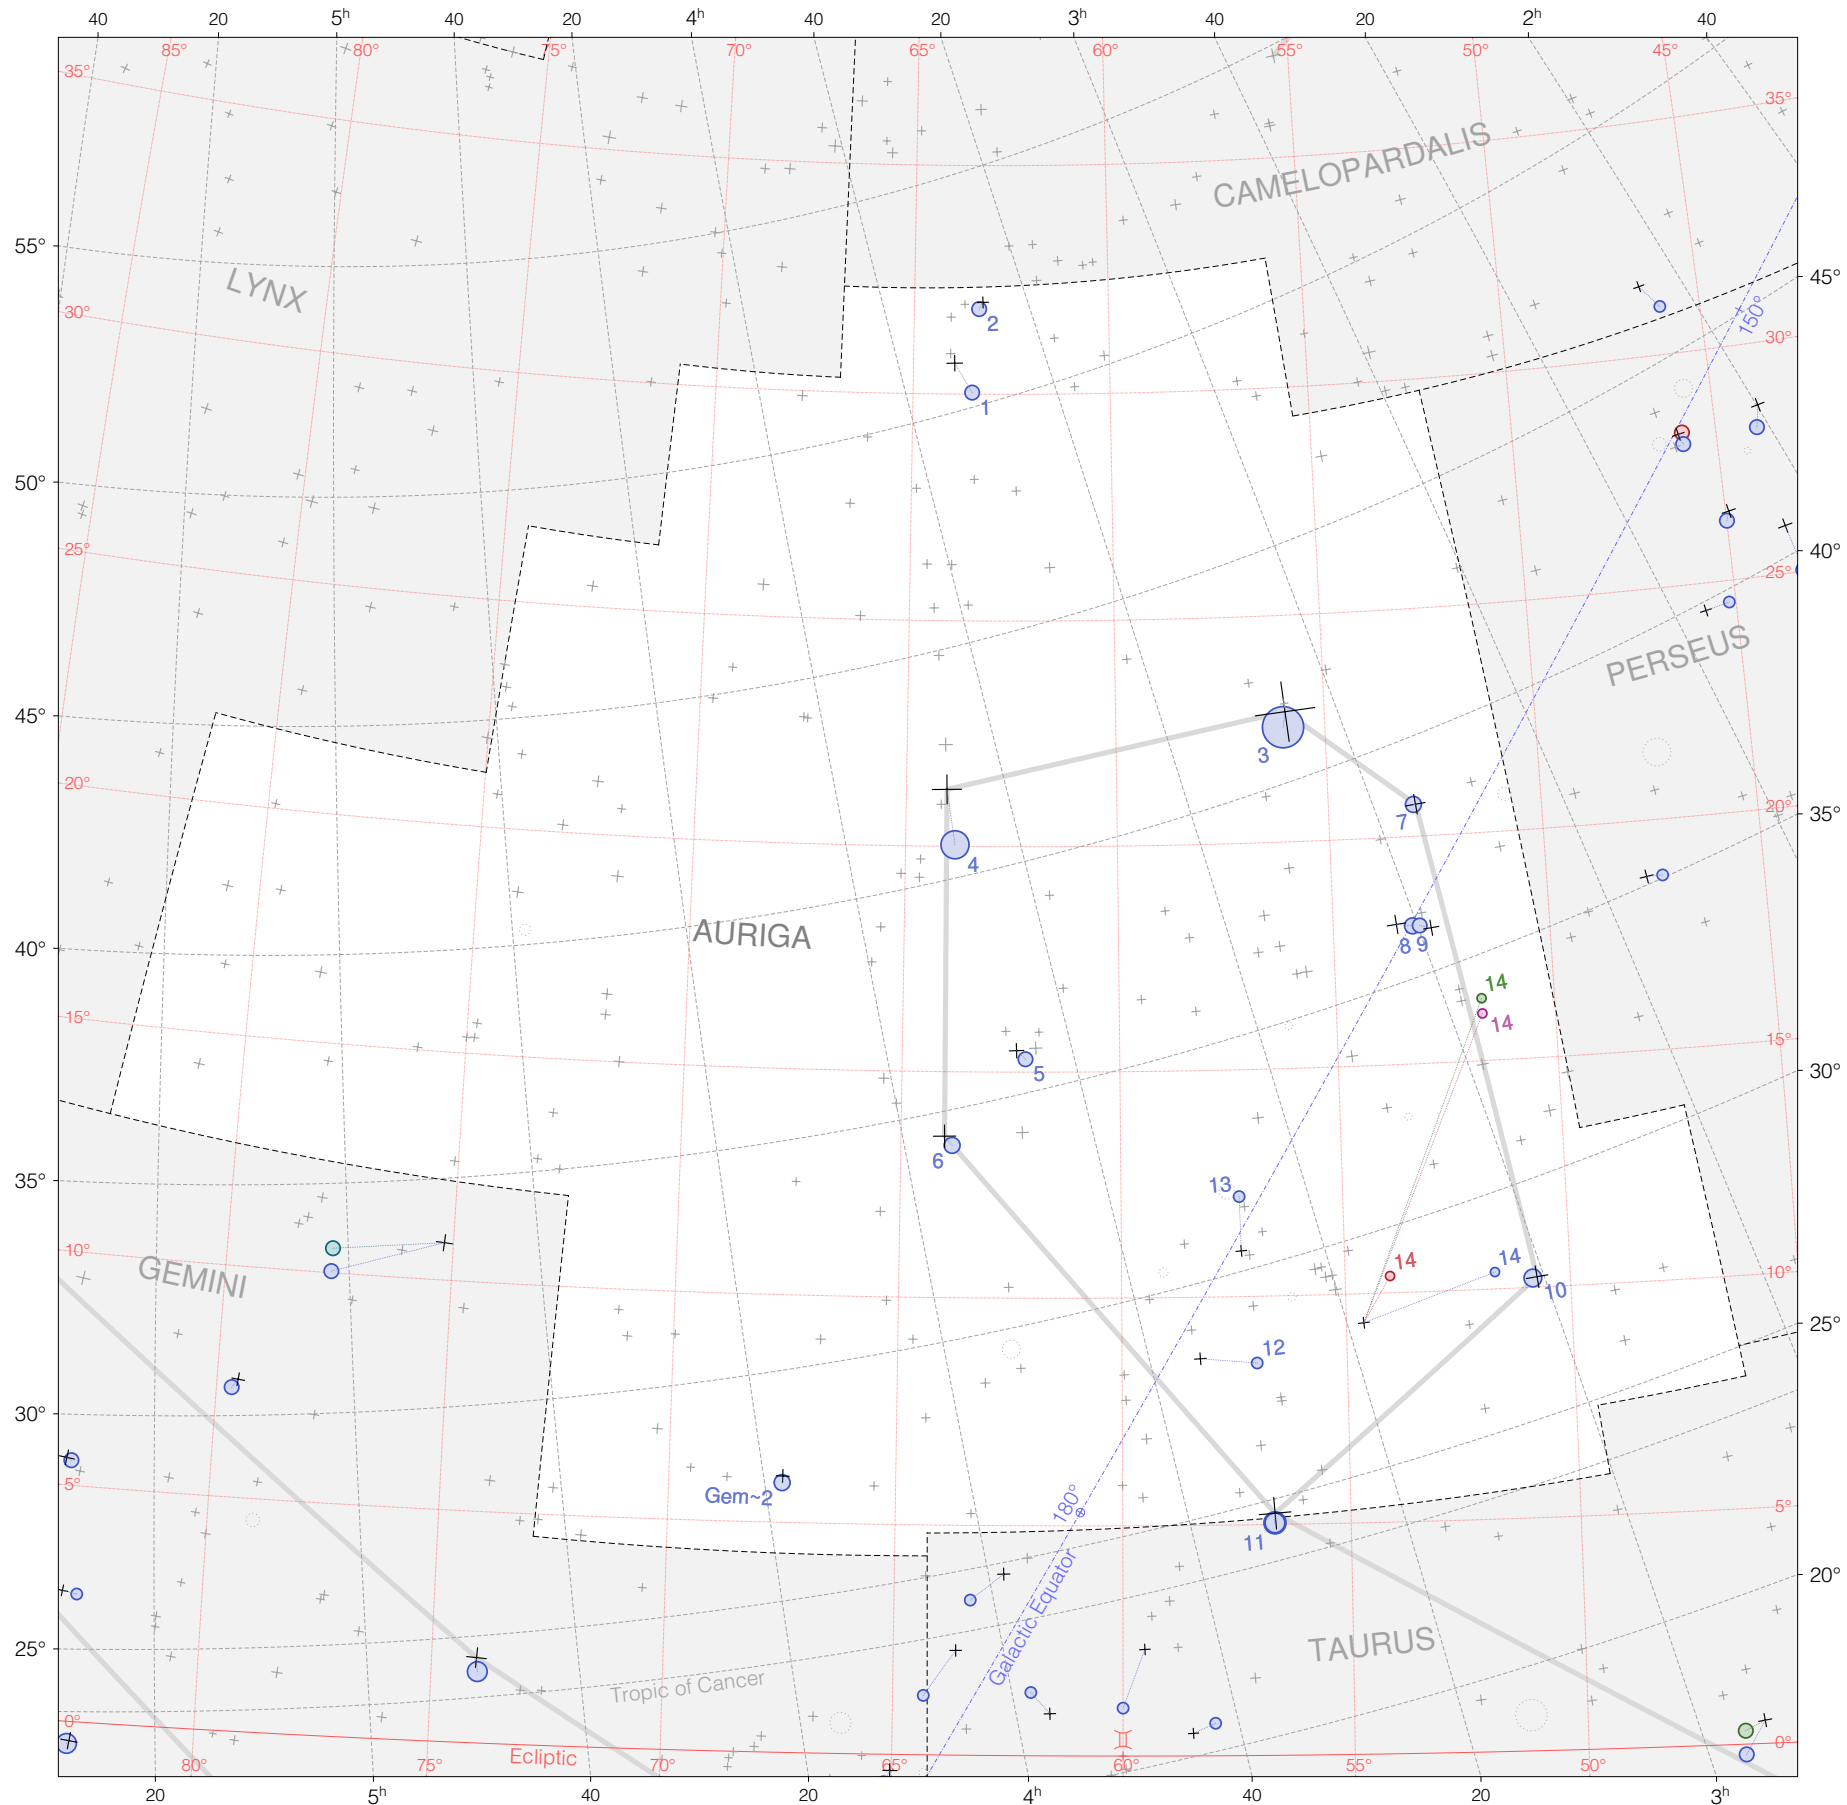 40 20 5h 40 20 4h 40 20 3h 40 20 2h 40
85° 80° 75° 70° 65° 60° 55° 50° 45°
35° 35°
CAMELOPARDALIS
55°
LYNX
45°
30° 30°
150°
2
1
50°
25° 25°
40°
PERSEUS
45°
3
20° 20°
7
35°
4
AURIGA
40°
8 9
14
14
15° 15°
5
30°
6
35°
13
10° 10°
GEMINI
14 14
10
25°
12
30°
5° 5°
Gem~2
180°
11
20°
Galactic Equator
TAURUS
25°
Tropic of Cancer
0° 0°
Ecliptic
80° 75° 70° 60° 55° 50°
20 5h 40 20 4h 40 20 3h